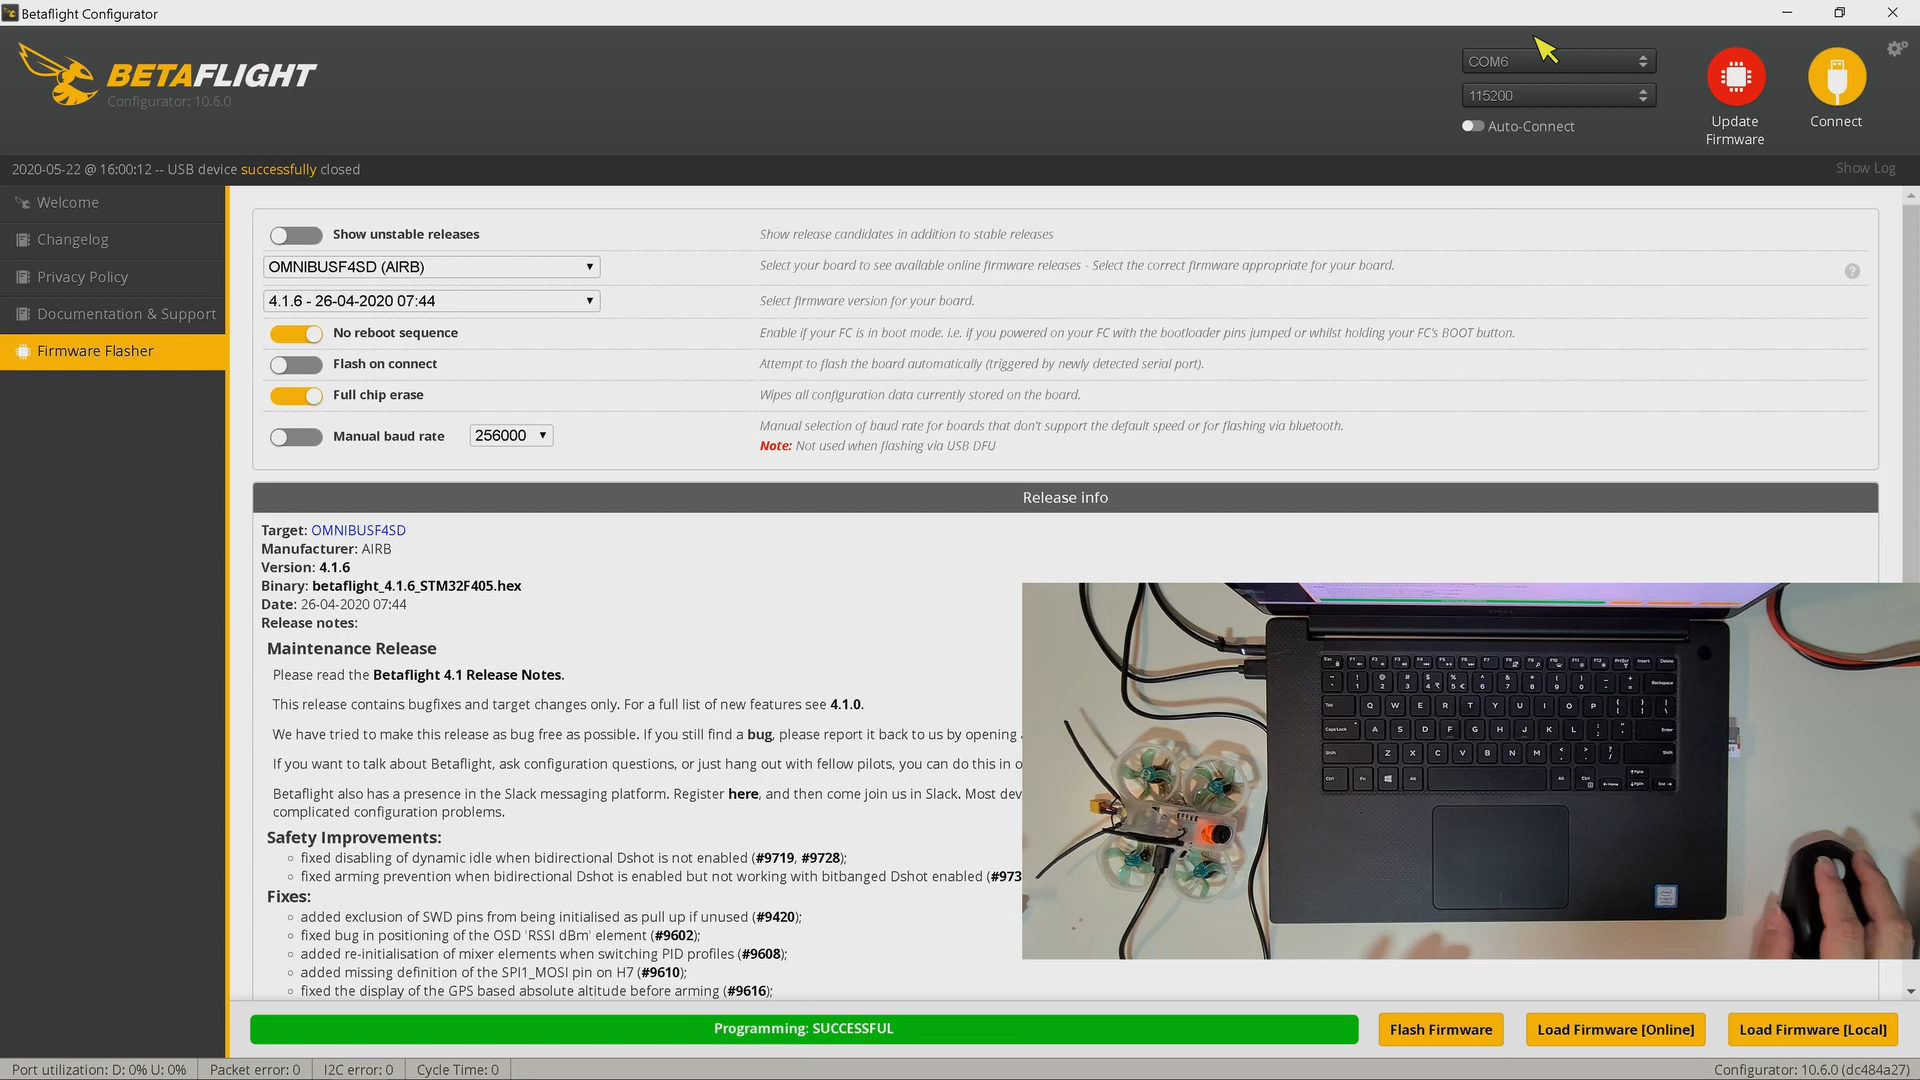 Betaflight Configurator
BETAFLIGHT
Configurator: 10.6.0
COM6
115200
Auto-Connect
Update
Firmware
Connect
2020-05-22 @ 16:00:12 -- USB device successfully closed
Show Log
Welcome
Changelog
Privacy Policy
Documentation & Support
Firmware Flasher
Show unstable releases
Show release candidates in addition to stable releases
OMNIBUSF4SD (AIRB)
Select your board to see available online firmware releases - Select the correct firmware appropriate for your board.
4.1.6 - 26-04-2020 07:44
Select firmware version for your board.
No reboot sequence
Enable if your FC is in boot mode. i.e. if you powered on your FC with the bootloader pins jumped or whilst holding your FC's BOOT button.
Flash on connect
Attempt to flash the board automatically (triggered by newly detected serial port).
Full chip erase
Wipes all configuration data currently stored on the board.
Manual baud rate
256000
Manual selection of baud rate for boards that don't support the default speed or for flashing via bluetooth.
Note: Not used when flashing via USB DFU
Release info
Target: OMNIBUSF4SD
Manufacturer: AIRB
Version: 4.1.6
Binary: betaflight_4.1.6_STM32F405.hex
Date: 26-04-2020 07:44
Release notes:
Maintenance Release
Please read the Betaflight 4.1 Release Notes.
This release contains bugfixes and target changes only. For a full list of new features see 4.1.0.
We have tried to make this release as bug free as possible. If you still find a bug, please report it back to us by opening
If you want to talk about Betaflight, ask configuration questions, or just hang out with fellow pilots, you can do this in
Betaflight also has a presence in the Slack messaging platform. Register here, and then come join us in Slack. Most dev
complicated configuration problems.
Safety Improvements:
fixed disabling of dynamic idle when bidirectional Dshot is not enabled (#9719, #9728);
fixed arming prevention when bidirectional Dshot is enabled but not working with bitbanged Dshot enabled (#973
Fixes:
added exclusion of SWD pins from being initialised as pull up if unused (#9420);
fixed bug in positioning of the OSD 'RSSI dBm' element (#9602);
added re-initialisation of mixer elements when switching PID profiles (#9608);
added missing definition of the SPI1_MOSI pin on H7 (#9610);
fixed the display of the GPS based absolute altitude before arming (#9616);
Programming: SUCCESSFUL
Flash Firmware
Load Firmware [Online]
Load Firmware [Local]
Port utilization: D: 0% U: 0%
Packet error: 0
I2C error: 0
Cycle Time: 0
Configurator: 10.6.0 (dc484a27)